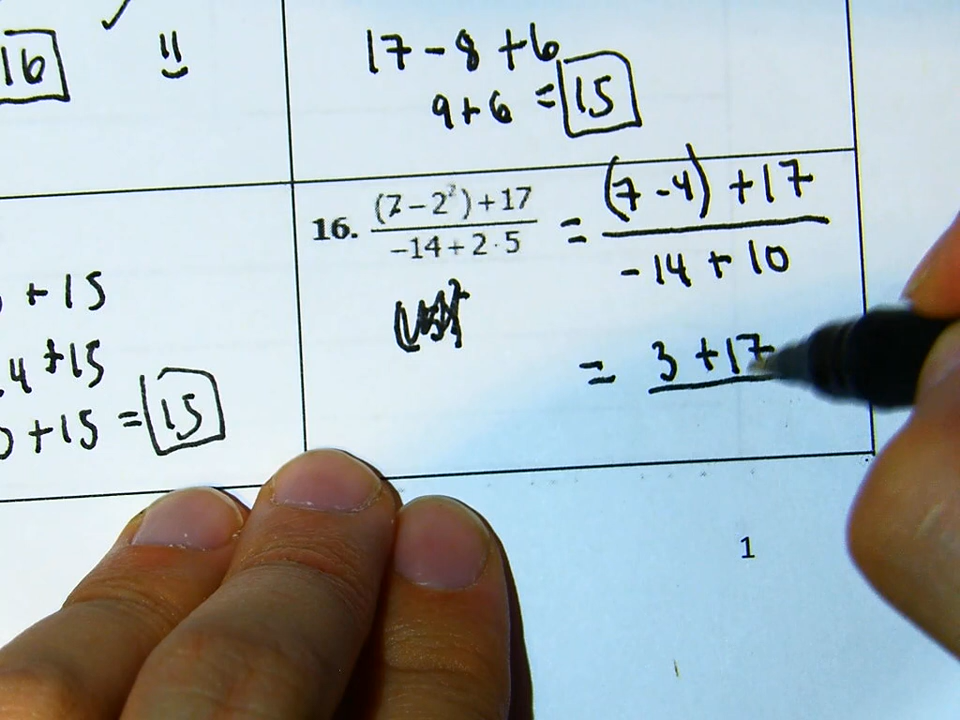 16 =)
17 - 8 + 6
9 + 6 = 15
+ 15
4 + 15
0 + 15 = 15
16. (7 - 2²) + 17 = (7 - 4) + 17
-14 + 2 · 5 -14 + 10
= 3 + 17
1